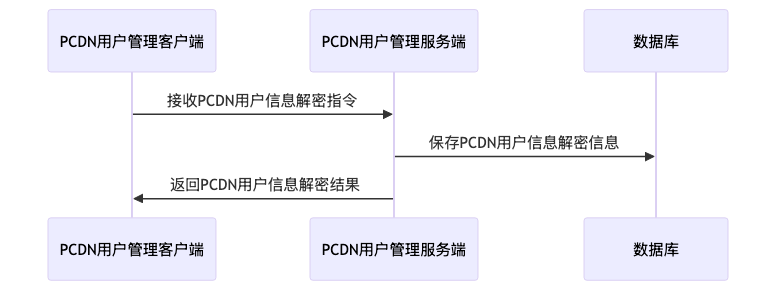 PCDN用户管理客户端
PCDN用户管理服务端
数据库
接收PCDN用户信息解密指令
保存PCDN用户信息解密信息
返回PCDN用户信息解密结果
PCDN用户管理客户端
PCDN用户管理服务端
数据库